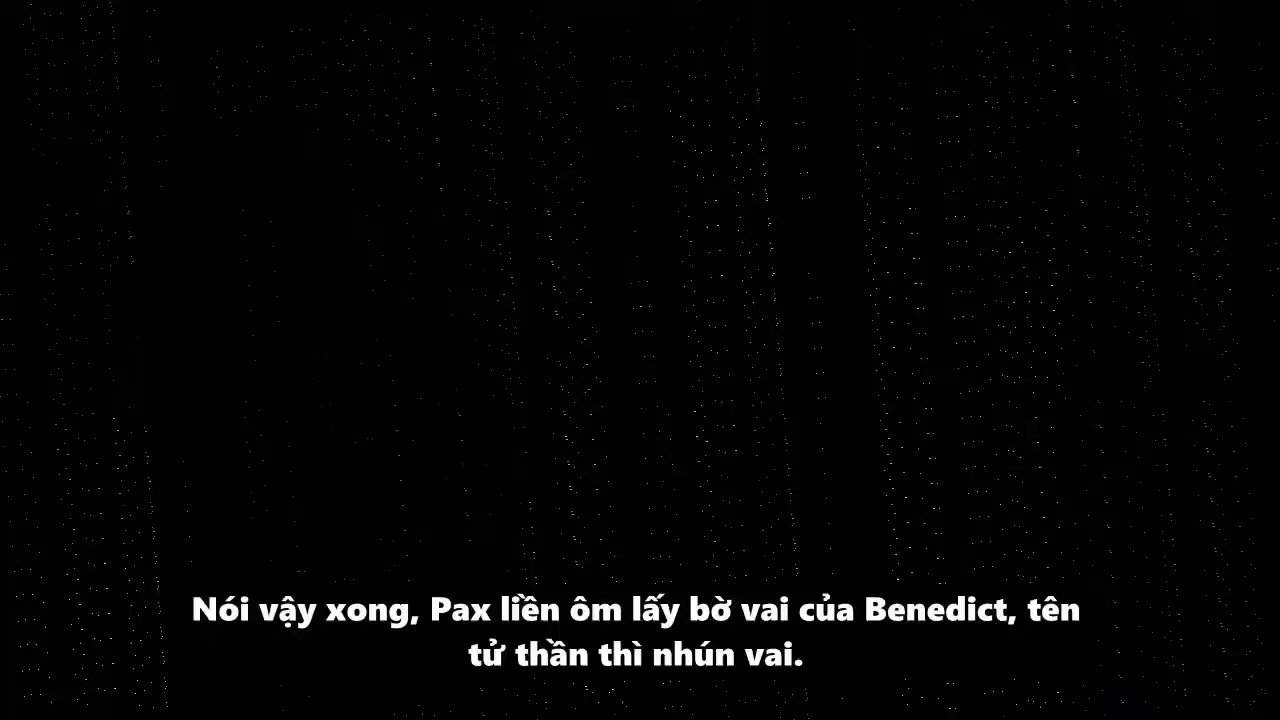 Nói vậy xong, Pax liền ôm lấy bờ vai của Benedict, tên
tử thần thì nhún vai.